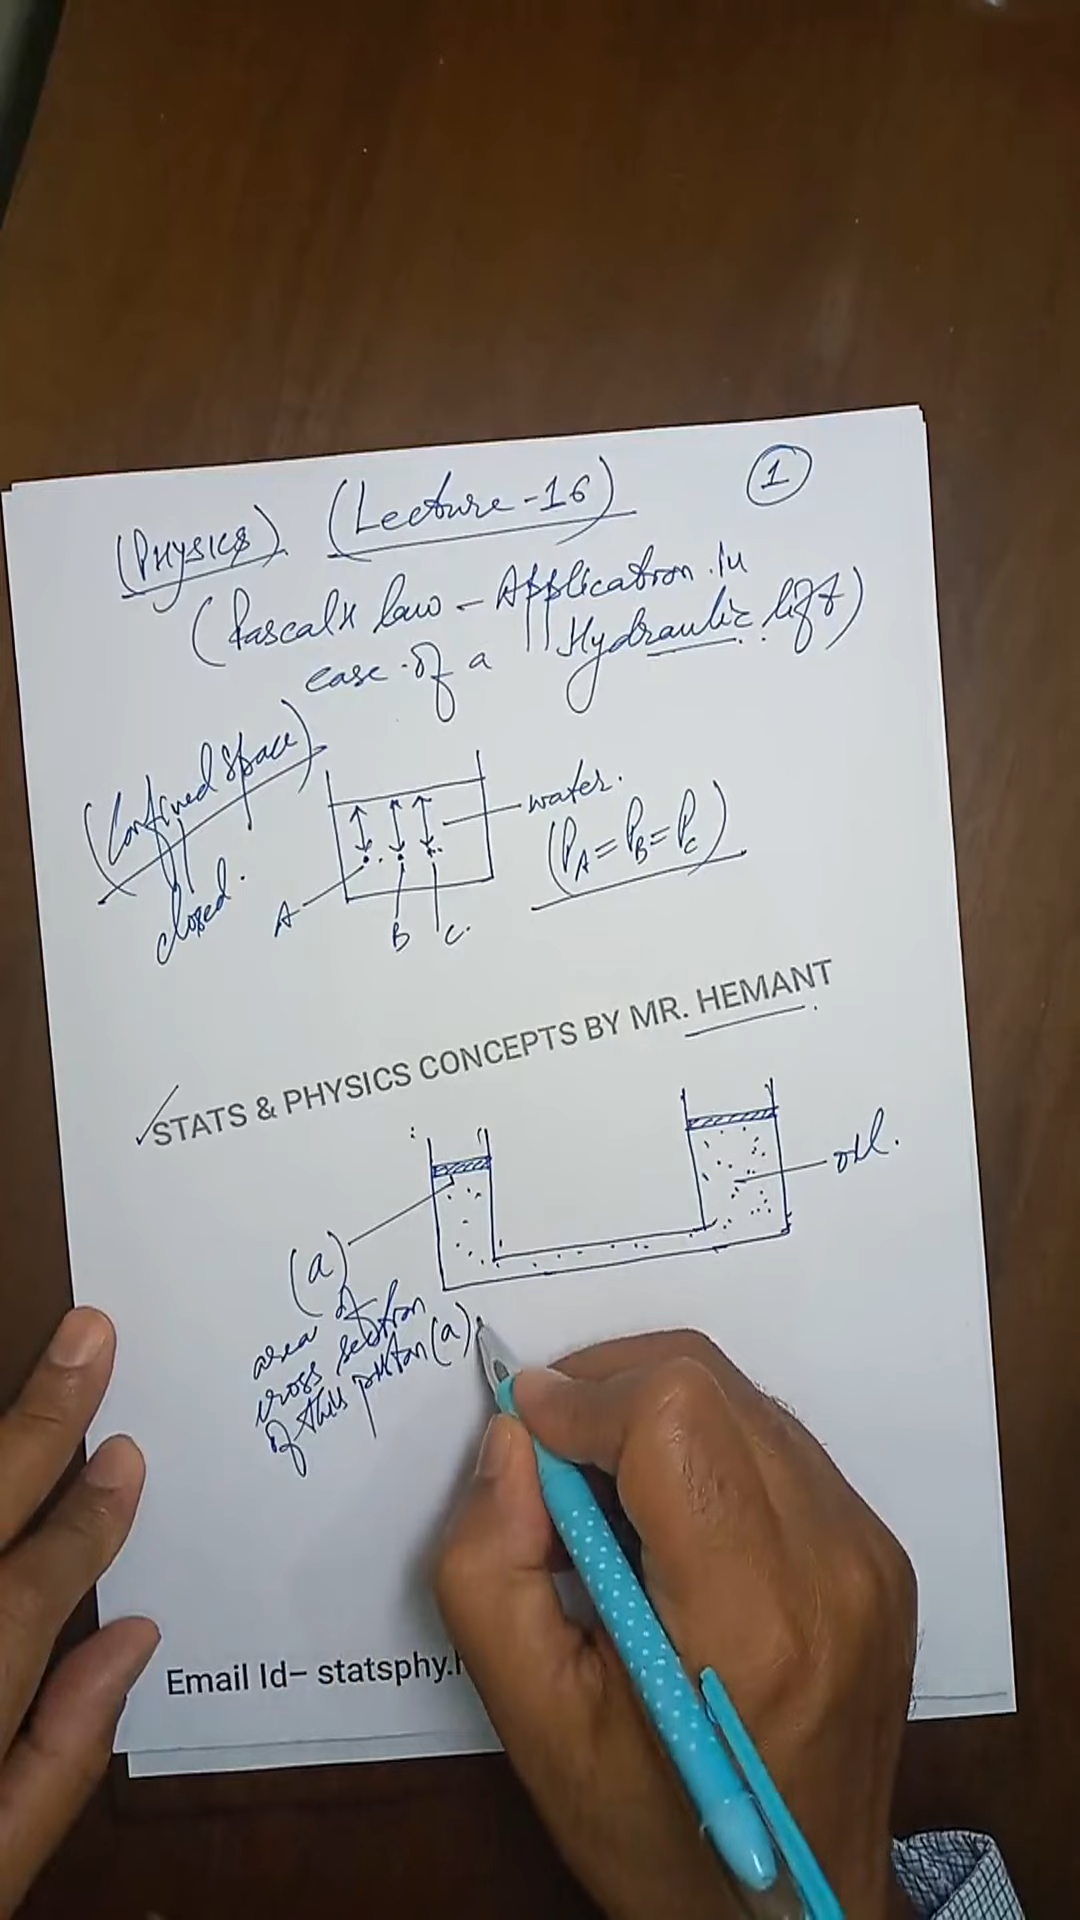 (Physics) (Lecture-16)
1
(Pascal's law - Application in
case of a Hydraulic lift)
(Confined space)
closed.
water.
(PA = PB = PC)
A
B
C.
STATS & PHYSICS CONCEPTS BY MR. HEMANT
oil.
(a)
area of
cross section
of this piston (a)
Email Id– statsphy.